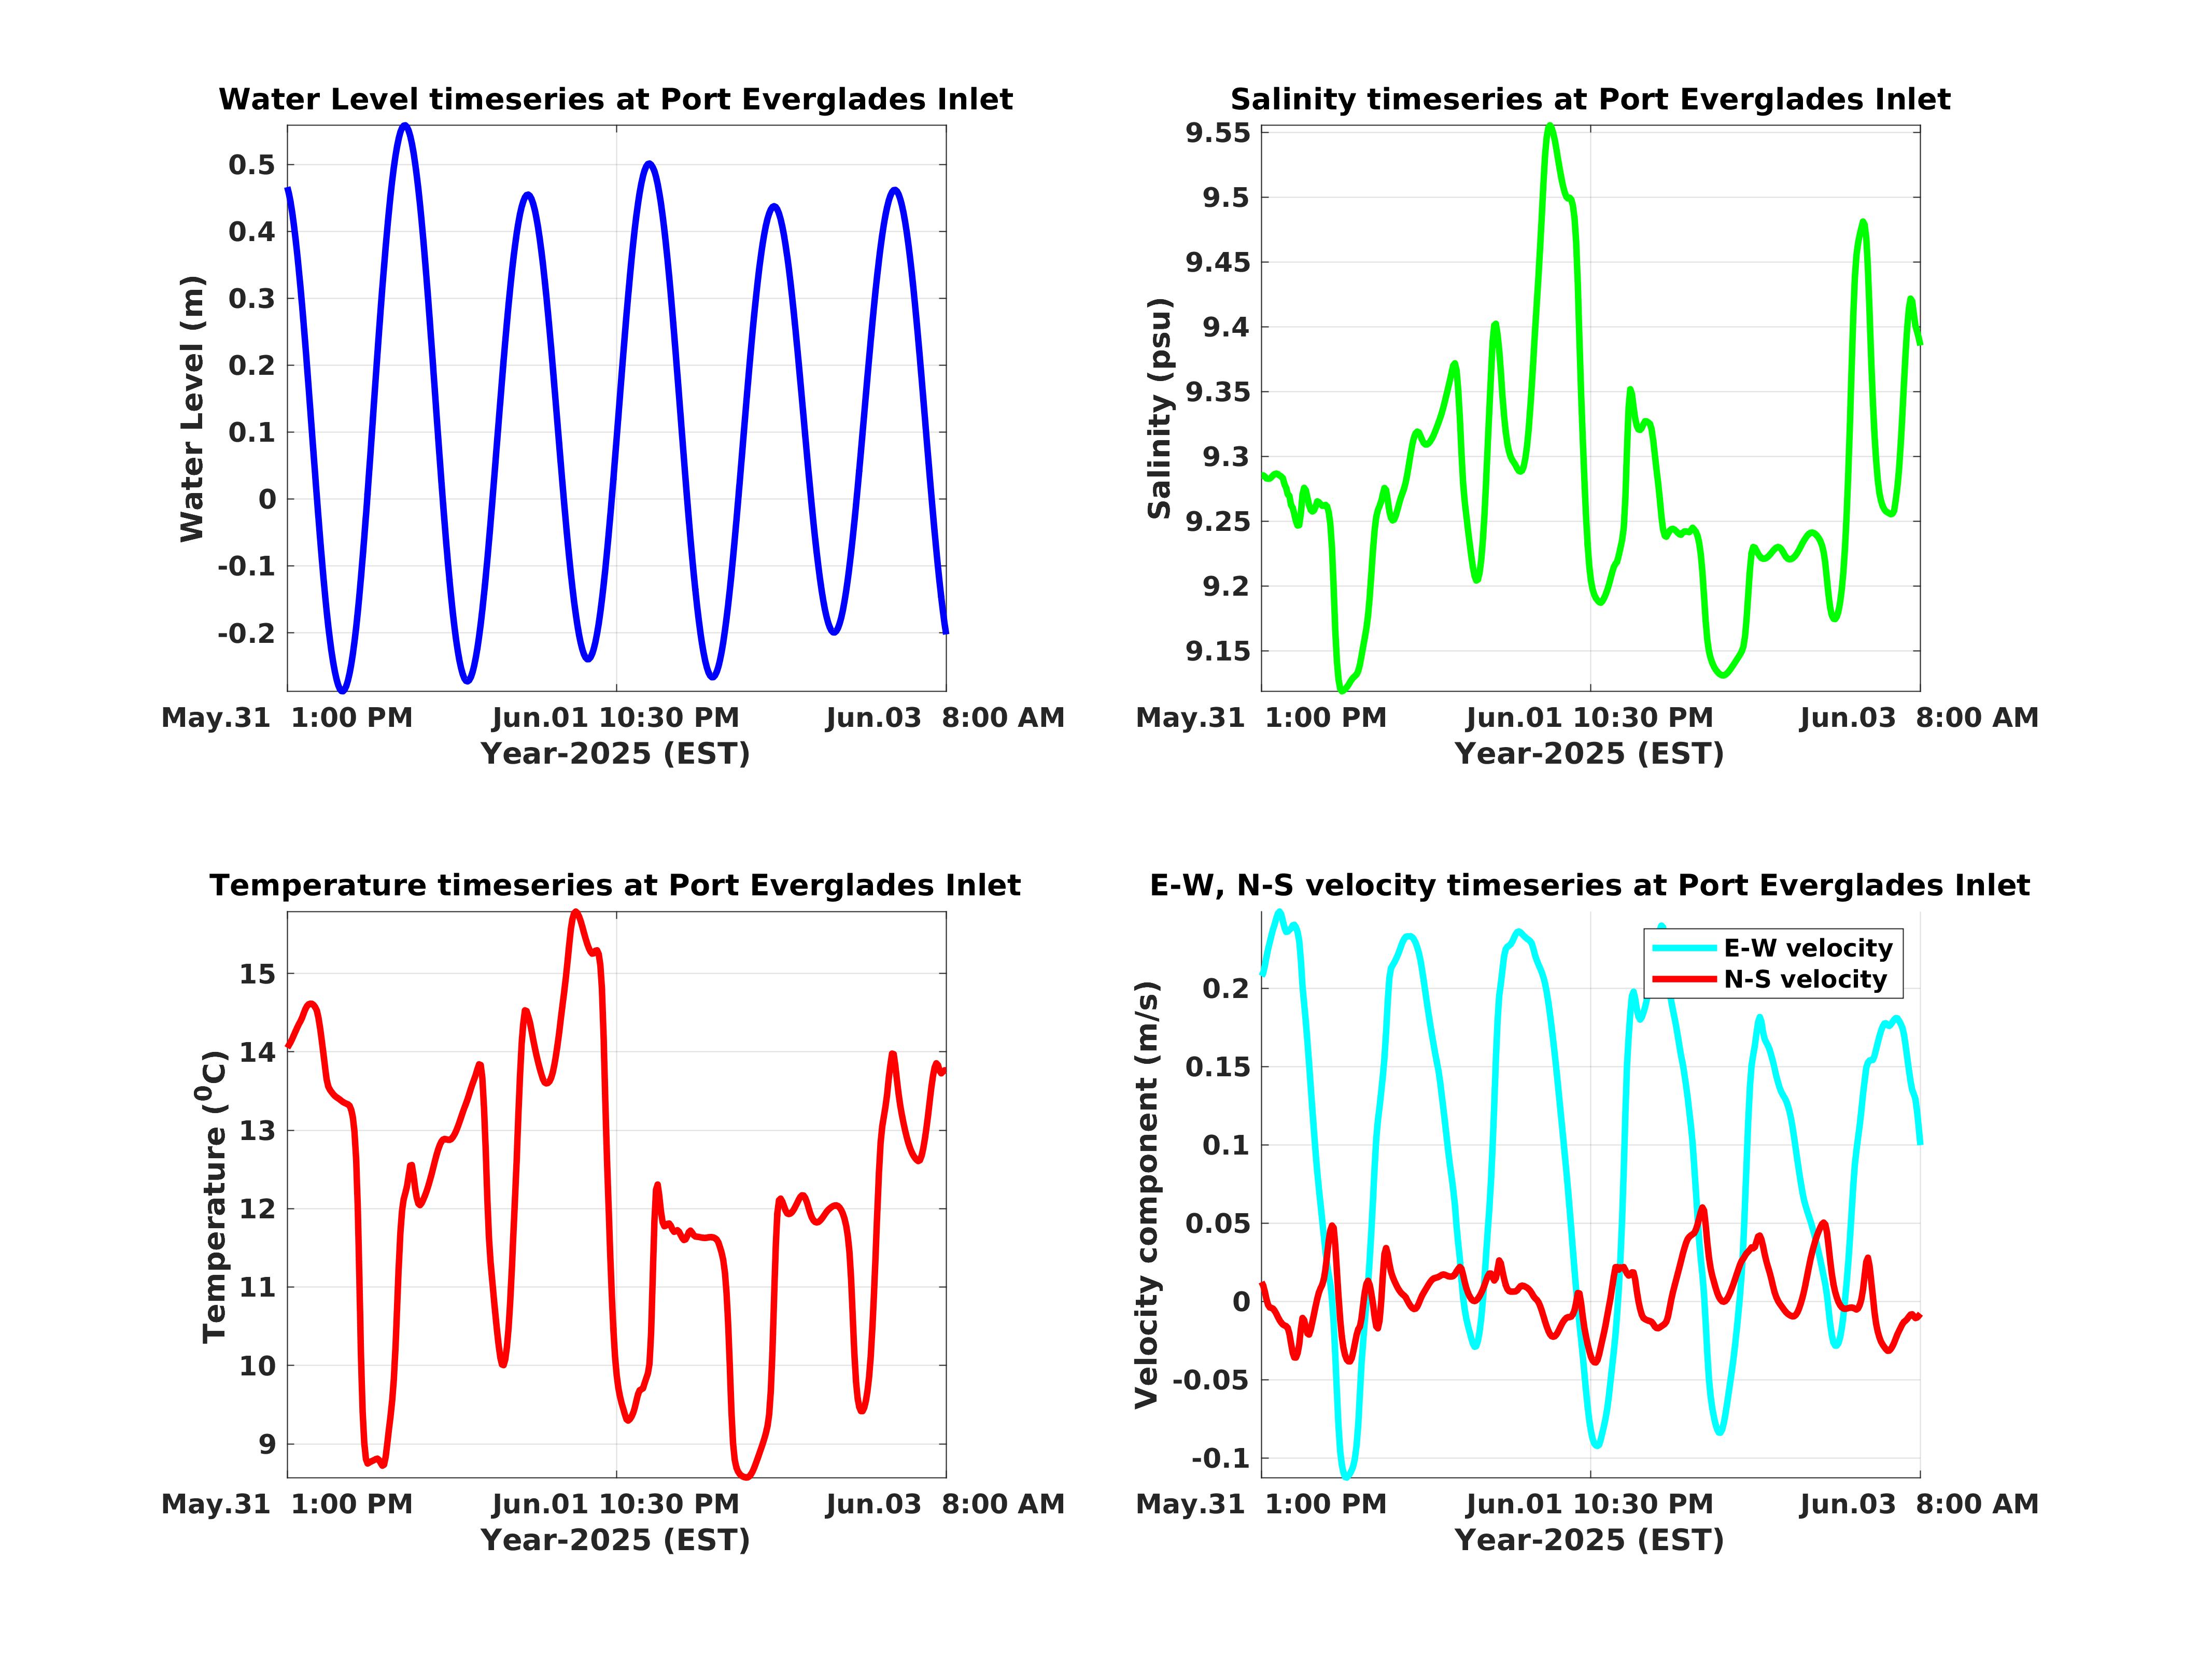 Water Level timeseries at Port Everglades Inlet
Water Level (m)
0.5
0.4
0.3
0.2
0.1
0
-0.1
-0.2
May.31 1:00 PM
Jun.01 10:30 PM
Jun.03 8:00 AM
Year-2025 (EST)
Salinity timeseries at Port Everglades Inlet
Salinity (psu)
9.55
9.5
9.45
9.4
9.35
9.3
9.25
9.2
9.15
May.31 1:00 PM
Jun.01 10:30 PM
Jun.03 8:00 AM
Year-2025 (EST)
Temperature timeseries at Port Everglades Inlet
Temperature (⁰C)
15
14
13
12
11
10
9
May.31 1:00 PM
Jun.01 10:30 PM
Jun.03 8:00 AM
Year-2025 (EST)
E-W, N-S velocity timeseries at Port Everglades Inlet
Velocity component (m/s)
0.2
0.15
0.1
0.05
0
-0.05
-0.1
E-W velocity
N-S velocity
May.31 1:00 PM
Jun.01 10:30 PM
Jun.03 8:00 AM
Year-2025 (EST)